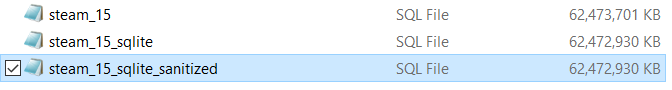 steam_15 SQL File 62,473,701 KB
steam_15_sqlite SQL File 62,472,930 KB
steam_15_sqlite_sanitized SQL File 62,472,930 KB